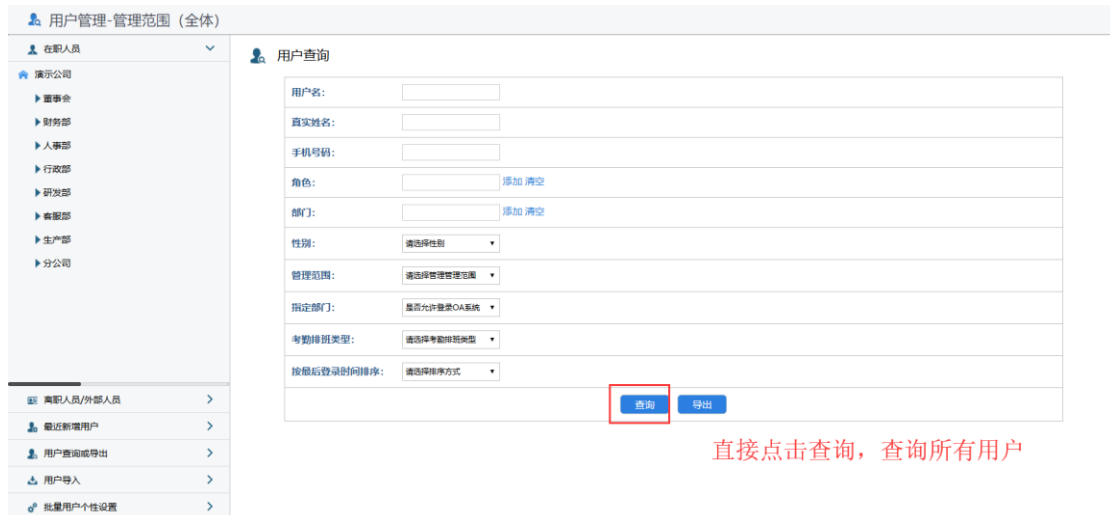 用户管理-管理范围（全体）
在职人员
演示公司
董事会
财务部
人事部
行政部
研发部
客服部
生产部
分公司
离职人员/外部人员
最近新增用户
用户查询或导出
用户导入
批量用户个性设置
用户查询
用户名：
真实姓名：
手机号码：
角色： 添加 清空
部门： 添加 清空
性别： 请选择性别
管理范围： 请选择管理管理范围
指定部门： 是否允许登录OA系统
考勤排班类型： 请选择考勤排班类型
按最后登录时间排序： 请选择排序方式
查询 导出
直接点击查询，查询所有用户